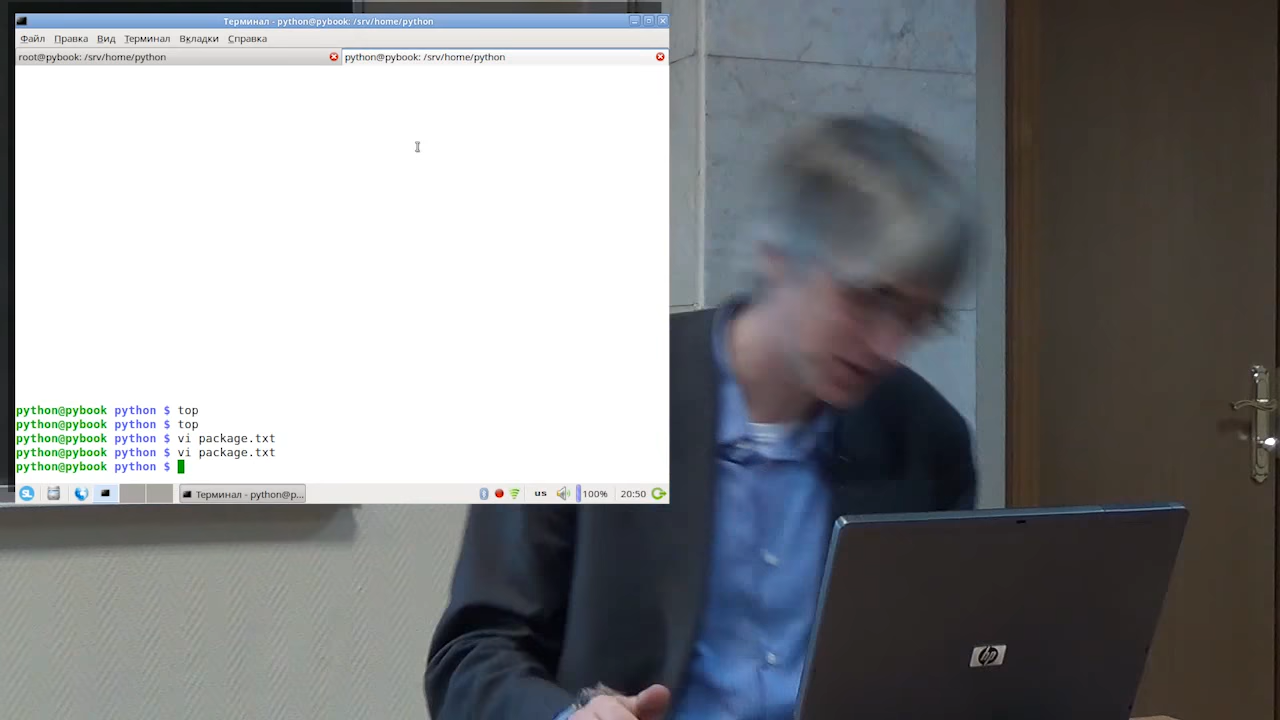 Терминал - python@pybook: /srv/home/python
Файл Правка Вид Терминал Вкладки Справка
root@pybook: /srv/home/python python@pybook: /srv/home/python
python@pybook python $ top
python@pybook python $ top
python@pybook python $ vi package.txt
python@pybook python $ vi package.txt
python@pybook python $
SL Терминал - python@p... us 100% 20:50
hp